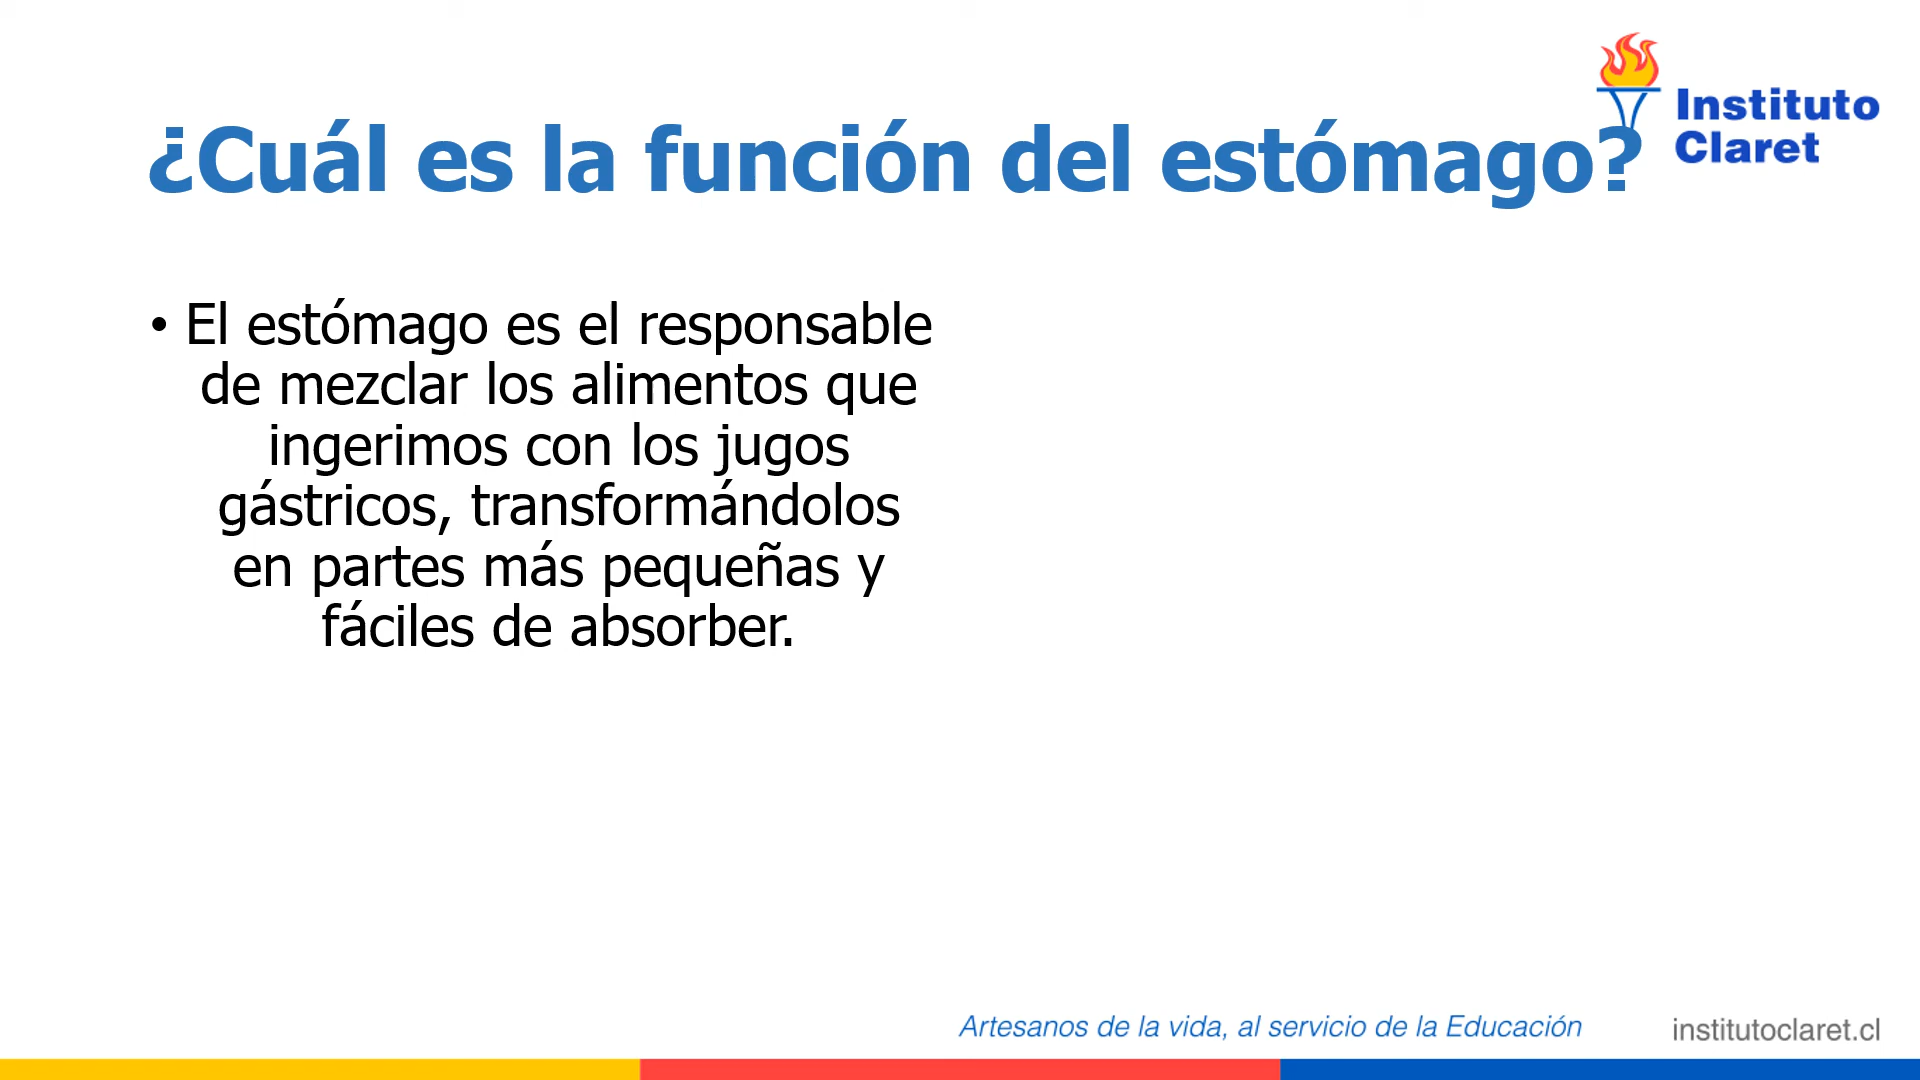 Instituto
Claret
¿Cuál es la función del estómago?
• El estómago es el responsable
de mezclar los alimentos que
ingerimos con los jugos
gástricos, transformándolos
en partes más pequeñas y
fáciles de absorber.
Artesanos de la vida, al servicio de la Educación
institutoclaret.cl